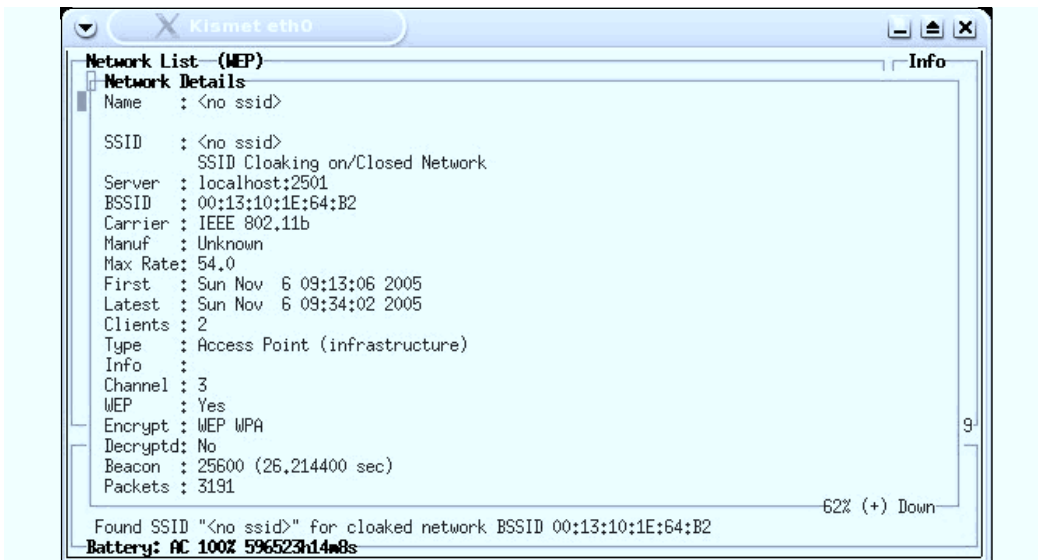 Kismet eth0
Network List—(WEP) Info
Network Details
Name : <no ssid>
SSID : <no ssid>
SSID Cloaking on/Closed Network
Server : localhost:2501
BSSID : 00:13:10:1E:64:B2
Carrier : IEEE 802.11b
Manuf : Unknown
Max Rate: 54.0
First : Sun Nov 6 09:13:06 2005
Latest : Sun Nov 6 09:34:02 2005
Clients : 2
Type : Access Point (infrastructure)
Info :
Channel : 3
WEP : Yes
Encrypt : WEP WPA 9
Decryptd: No
Beacon : 25600 (26.214400 sec)
Packets : 3191
62% (+) Down
Found SSID "<no ssid>" for cloaked network BSSID 00:13:10:1E:64:B2
Battery: AC 100% 596523h14m8s